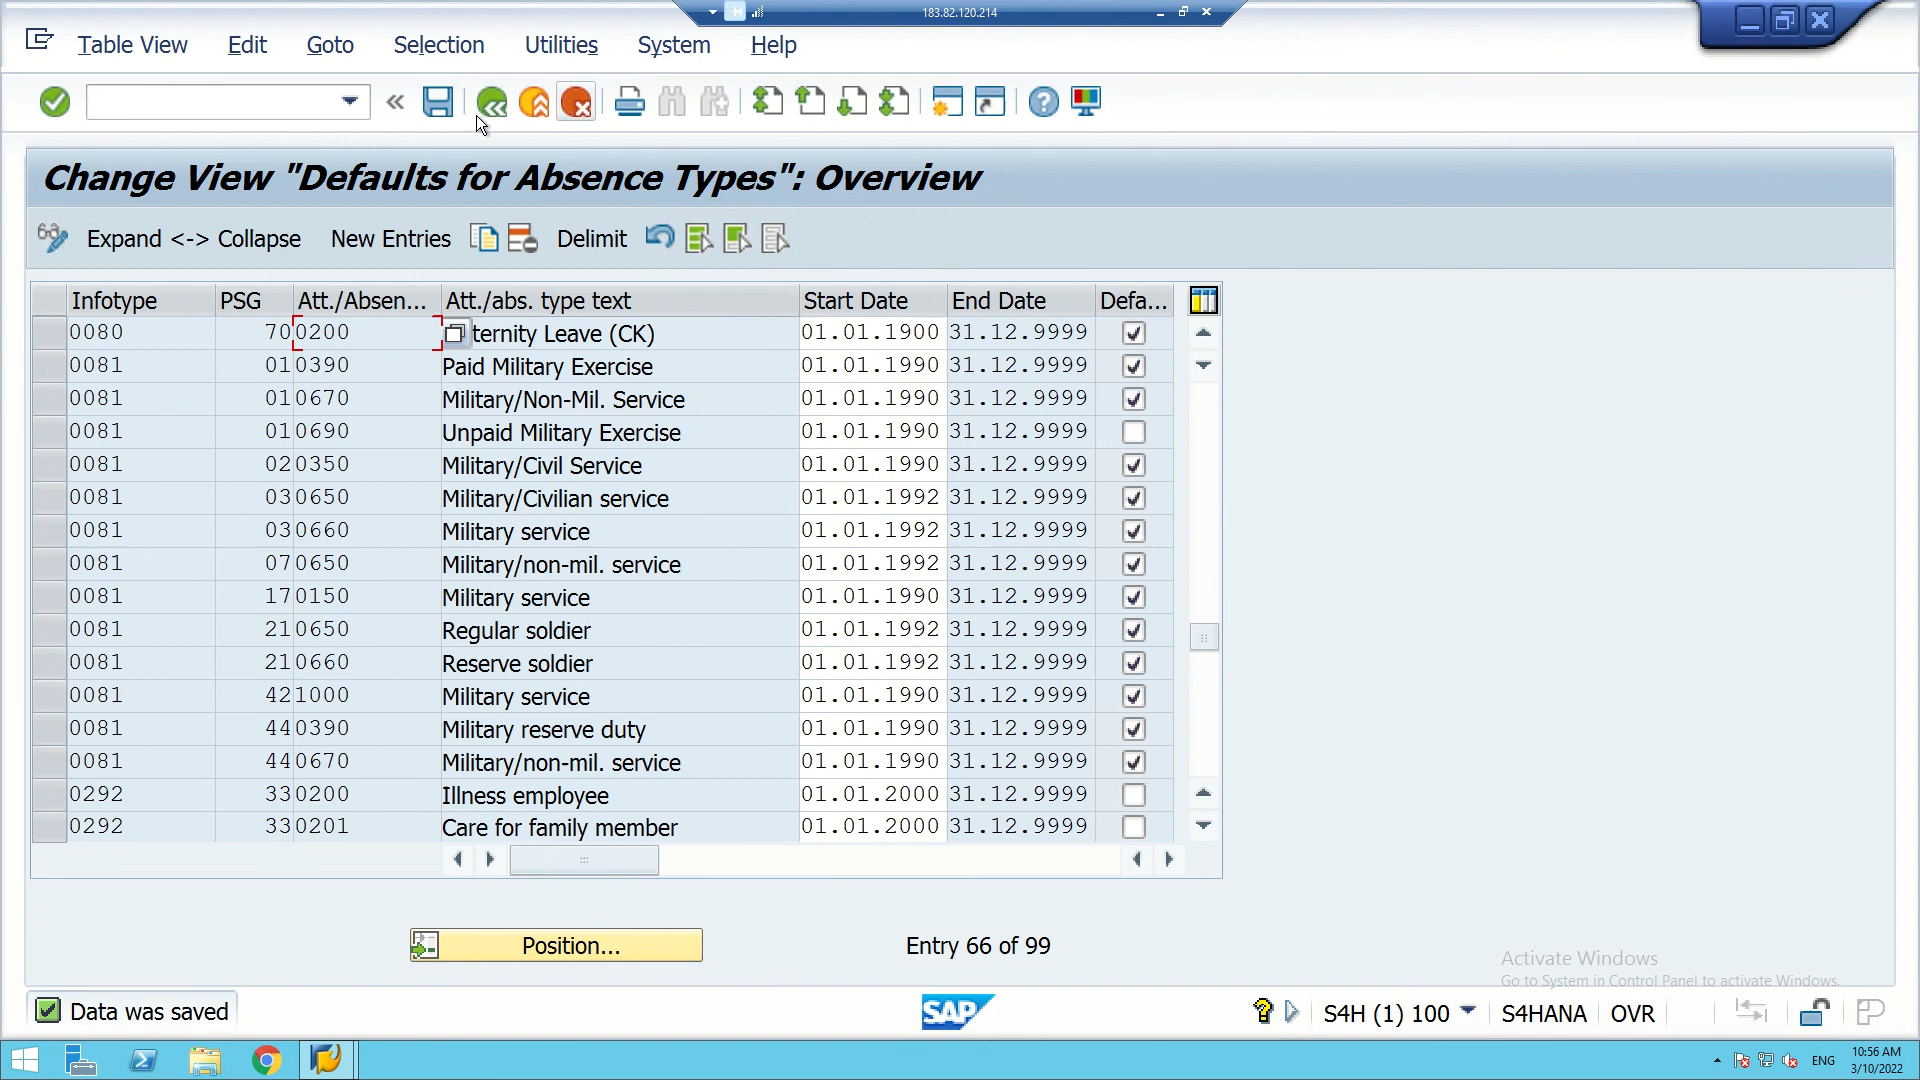 183.82.120.214
Table View Edit Goto Selection Utilities System Help
Change View "Defaults for Absence Types": Overview
Expand <-> Collapse New Entries Delimit
Infotype PSG Att./Absen... Att./abs. type text Start Date End Date Defa...
0080 70 0200 ternity Leave (CK) 01.01.1900 31.12.9999
0081 01 0390 Paid Military Exercise 01.01.1990 31.12.9999
0081 01 0670 Military/Non-Mil. Service 01.01.1990 31.12.9999
0081 01 0690 Unpaid Military Exercise 01.01.1990 31.12.9999
0081 02 0350 Military/Civil Service 01.01.1990 31.12.9999
0081 03 0650 Military/Civilian service 01.01.1992 31.12.9999
0081 03 0660 Military service 01.01.1992 31.12.9999
0081 07 0650 Military/non-mil. service 01.01.1992 31.12.9999
0081 17 0150 Military service 01.01.1990 31.12.9999
0081 21 0650 Regular soldier 01.01.1992 31.12.9999
0081 21 0660 Reserve soldier 01.01.1992 31.12.9999
0081 42 1000 Military service 01.01.1990 31.12.9999
0081 44 0390 Military reserve duty 01.01.1990 31.12.9999
0081 44 0670 Military/non-mil. service 01.01.1990 31.12.9999
0292 33 0200 Illness employee 01.01.2000 31.12.9999
0292 33 0201 Care for family member 01.01.2000 31.12.9999
Position... Entry 66 of 99
Activate Windows
Go to System in Control Panel to activate Windows.
Data was saved SAP S4H (1) 100 S4HANA OVR
ENG 10:56 AM
3/10/2022